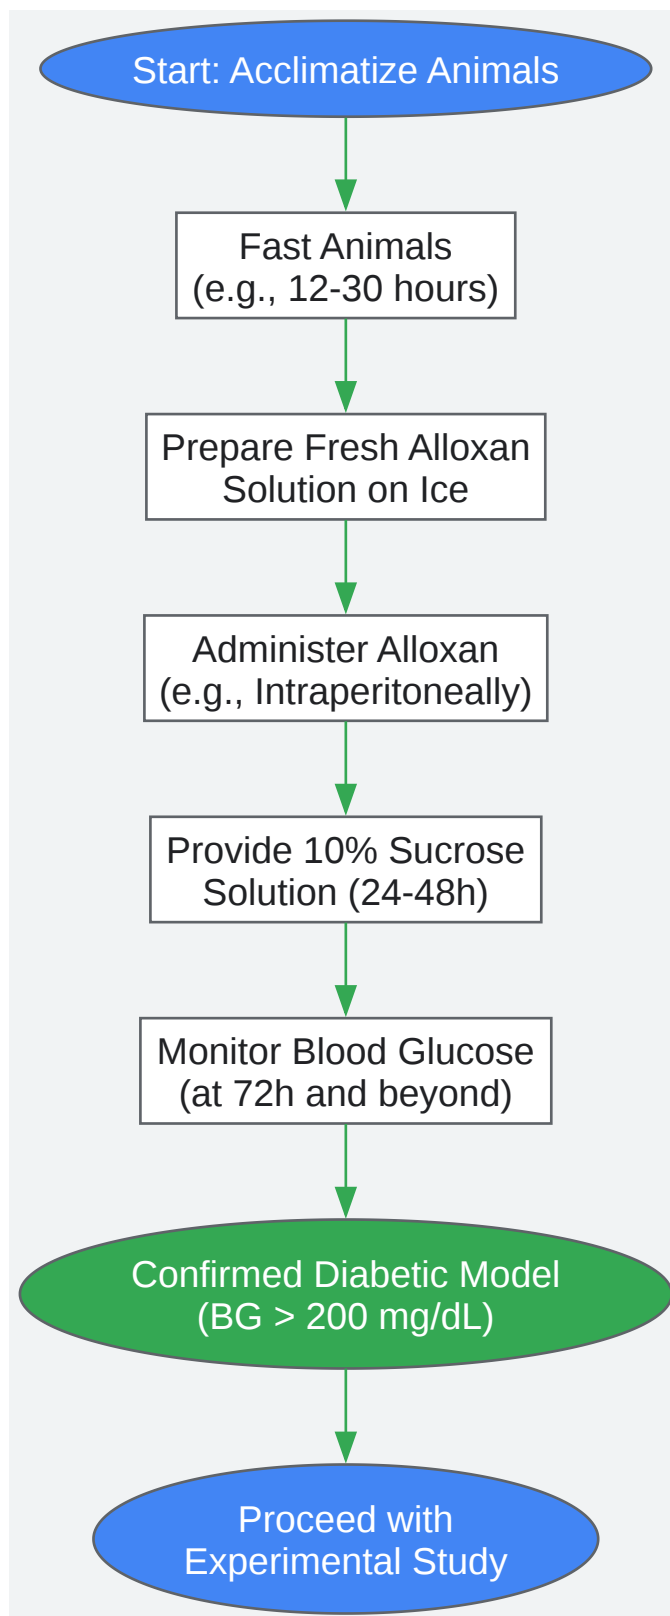 Start: Acclimatize Animals
Fast Animals
(e.g., 12-30 hours)
Prepare Fresh Alloxan
Solution on Ice
Administer Alloxan
(e.g., Intraperitoneally)
Provide 10% Sucrose
Solution (24-48h)
Monitor Blood Glucose
(at 72h and beyond)
Confirmed Diabetic Model
(BG > 200 mg/dL)
Proceed with
Experimental Study